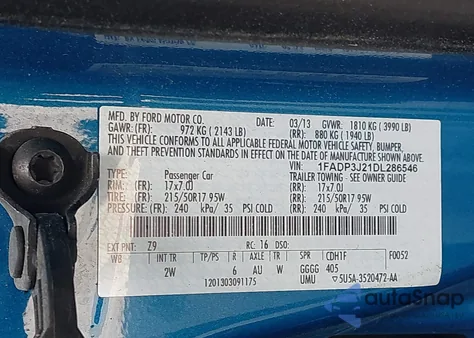 MFD. BY FORD MOTOR CO.
DATE: 03/13 GVWR: 1810 KG ( 3990 LB)
GAWR: (FR): 972 KG ( 2143 LB) (RR): 880 KG ( 1940 LB)
THIS VEHICLE CONFORMS TO ALL APPLICABLE FEDERAL MOTOR VEHICLE SAFETY, BUMPER,
AND THEFT PREVENTION STANDARDS IN EFFECT ON THE DATE OF MANUFACTURE SHOWN ABOVE.
VIN: 1FADP3J21DL286546
TYPE: Passenger Car TRAILER TOWING - SEE OWNER GUIDE
RIM: (FR): 17x7.0J (RR): 17x7.0J
TIRE: (FR): 215/50R17 95W (RR): 215/50R17 95W
PRESSURE: (FR): 240 kPa/ 35 PSI COLD (RR): 240 kPa/ 35 PSI COLD
EXT PNT: Z9 RC: 16 DSO: F0052
WB INT TR TP/PS R AX TR SPR CDH1F
2W 6 AU W GGGG 405
1201303091175 UMU 5U5A-3520472-AA
autosnap